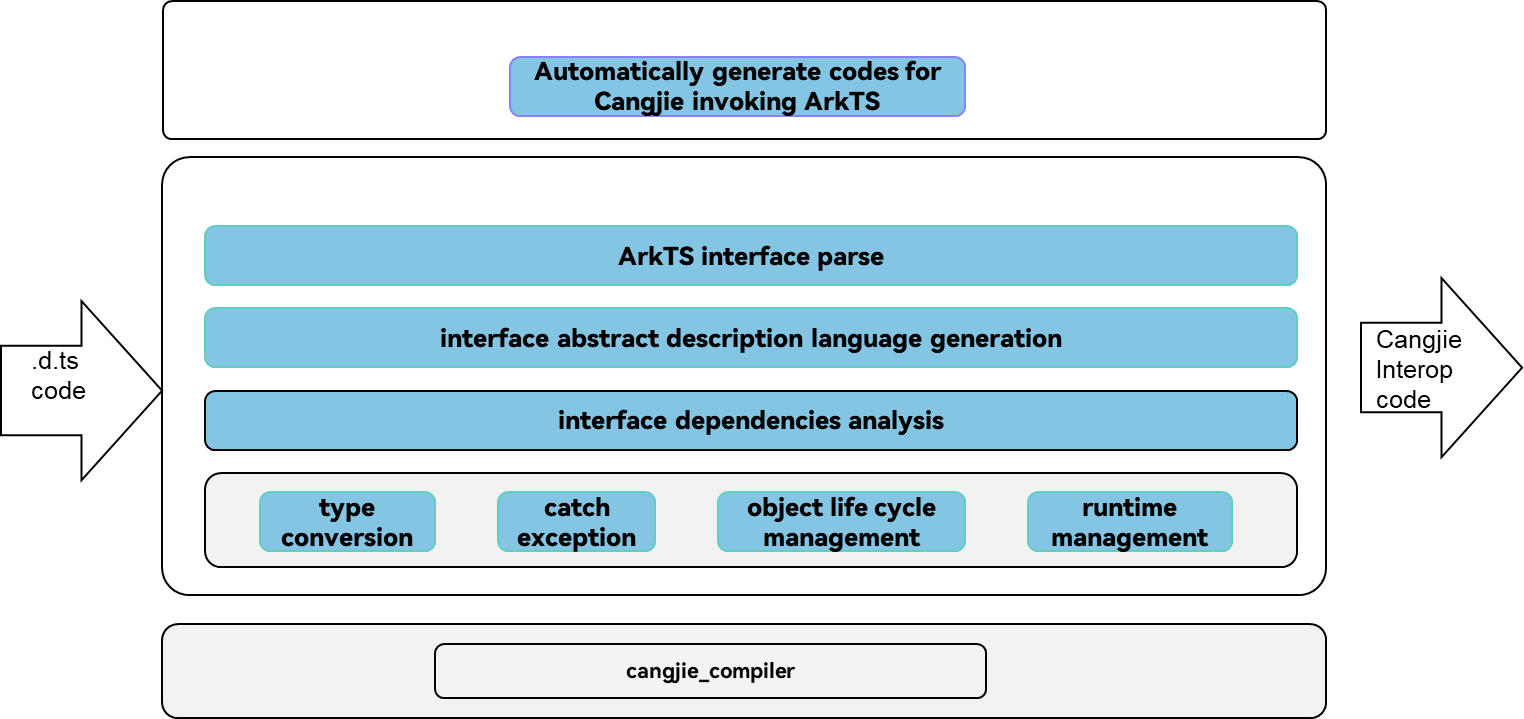 Automatically generate codes for
Cangjie invoking ArkTS
ArkTS interface parse
interface abstract description language generation
.d.ts
code
Cangjie
Interop
code
interface dependencies analysis
type
conversion
catch
exception
object life cycle
management
runtime
management
cangjie_compiler